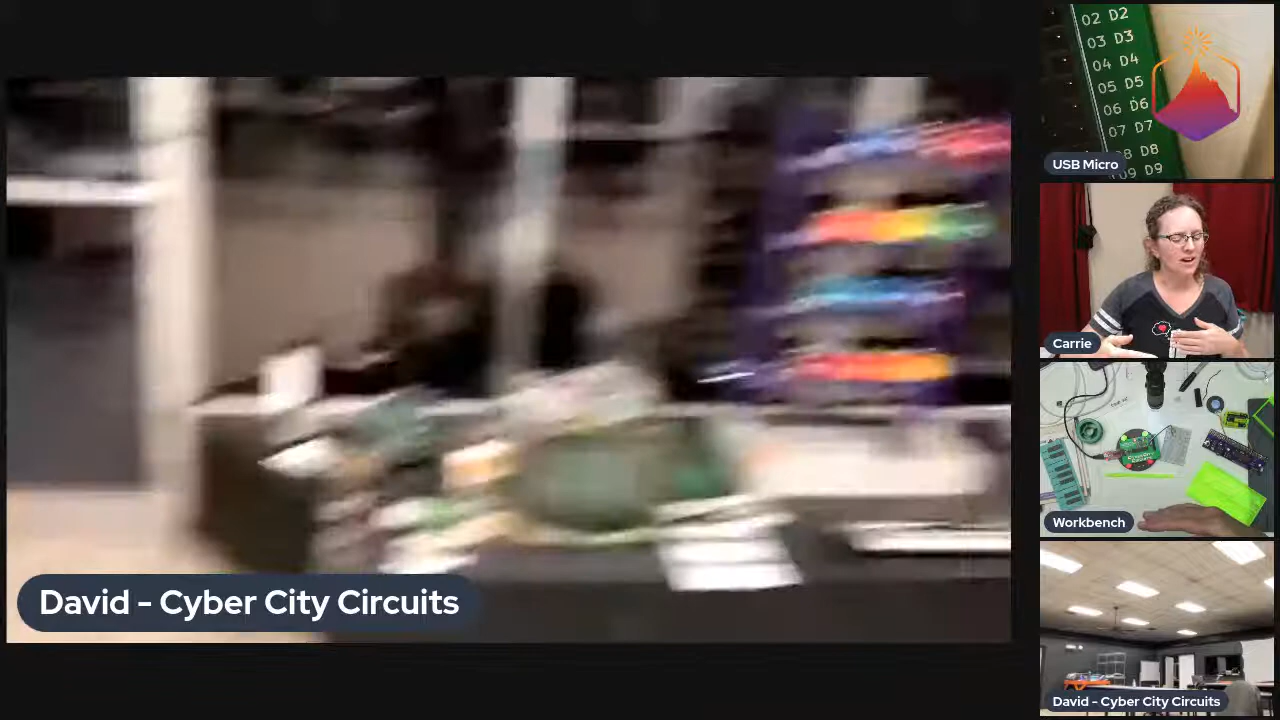 David - Cyber City Circuits
02 D2
03 D3
04 D4
05 D5
06 D6
07 D7
08 D8
09 D9
USB Micro
Carrie
Workbench
David - Cyber City Circuits